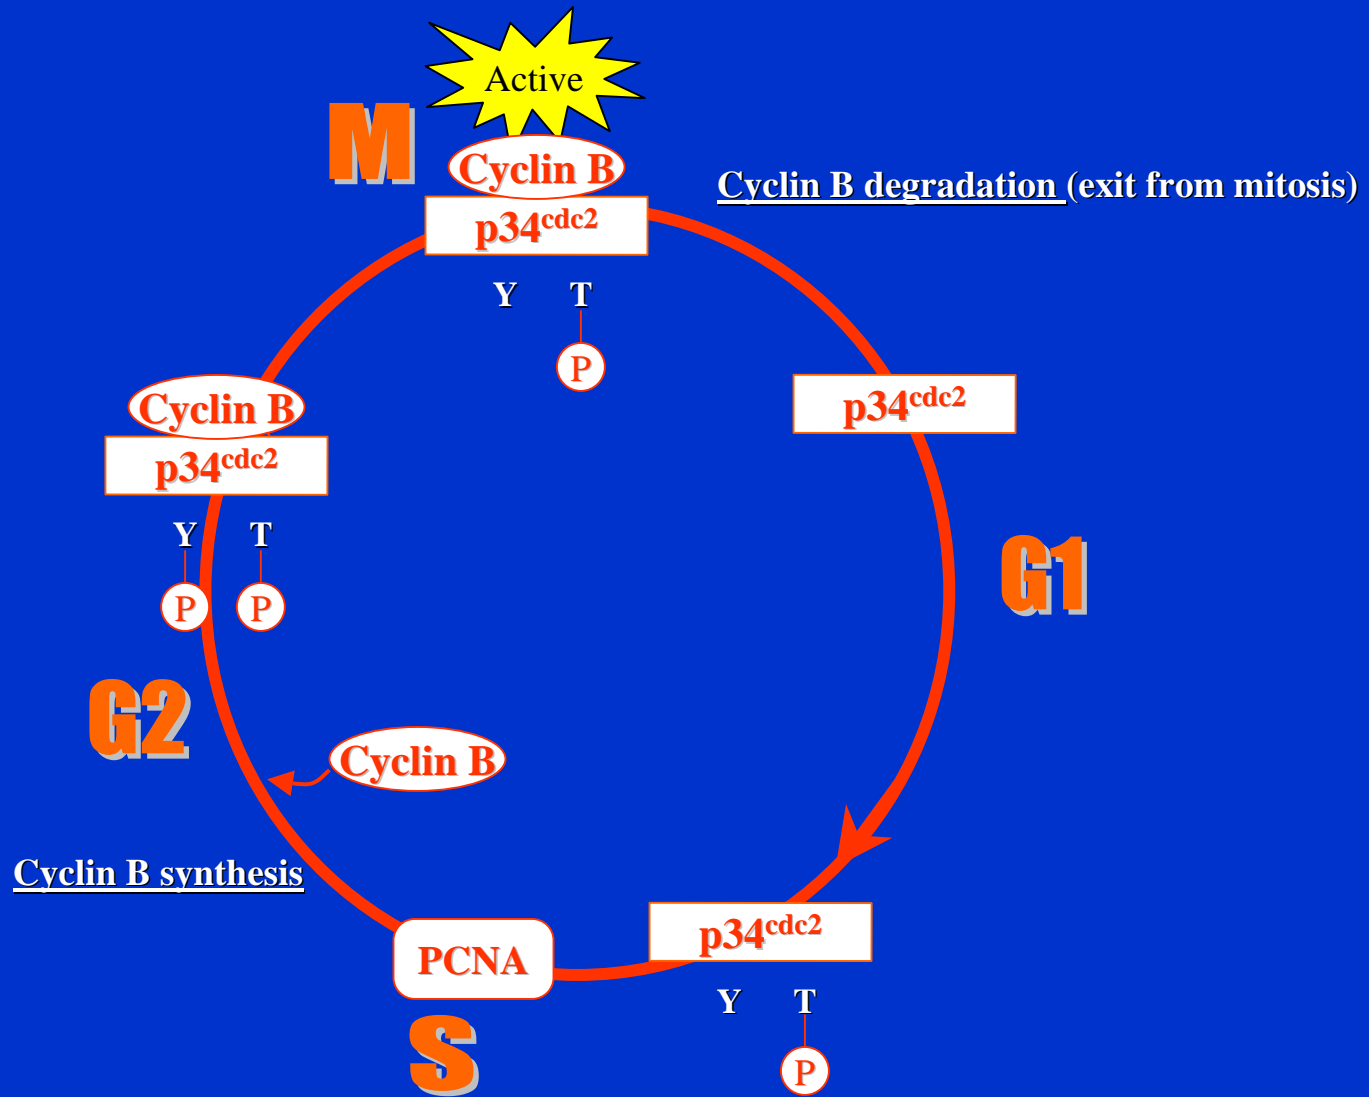 Active
M
Cyclin B
Cyclin B degradation (exit from mitosis)
p34cdc2
Y T
P
Cyclin B
p34cdc2
p34cdc2
Y T
P P
G1
G2
Cyclin B
Cyclin B synthesis
p34cdc2
PCNA
Y T
S
P